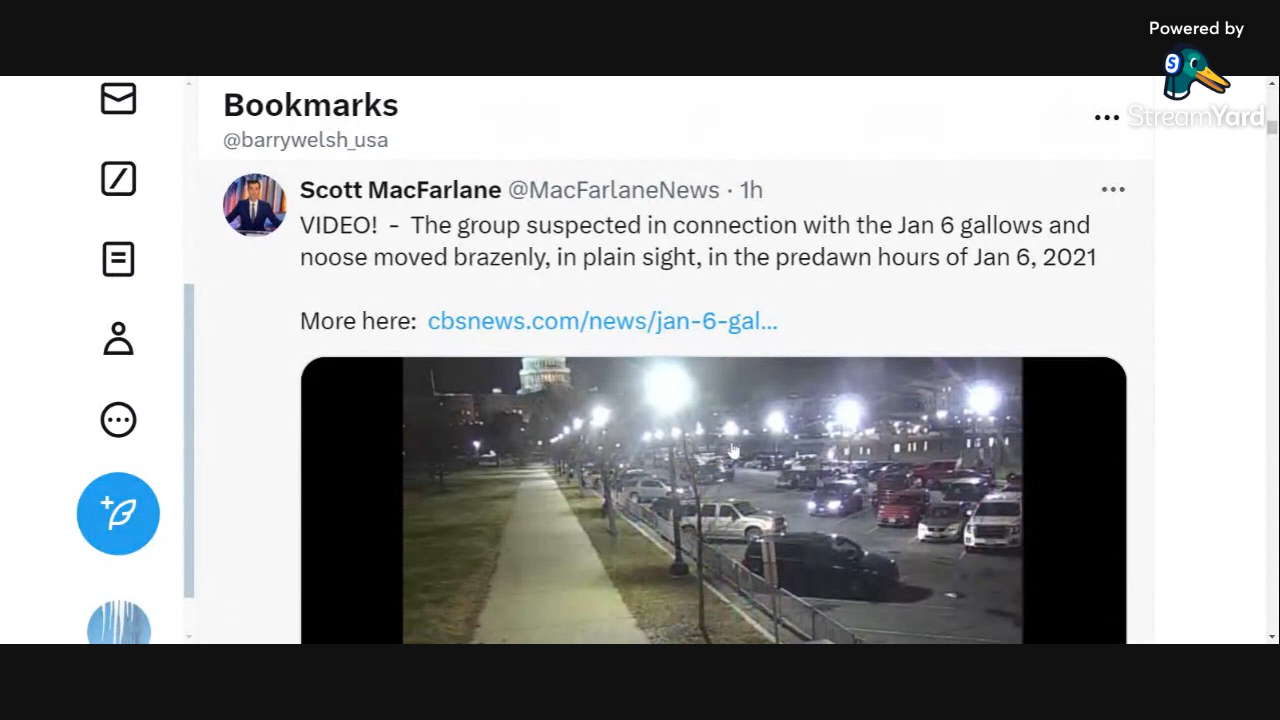 Powered by
S
StreamYard
Bookmarks
@barrywelsh_usa
Scott MacFarlane @MacFarlaneNews · 1h
VIDEO! - The group suspected in connection with the Jan 6 gallows and
noose moved brazenly, in plain sight, in the predawn hours of Jan 6, 2021
More here: cbsnews.com/news/jan-6-gal...